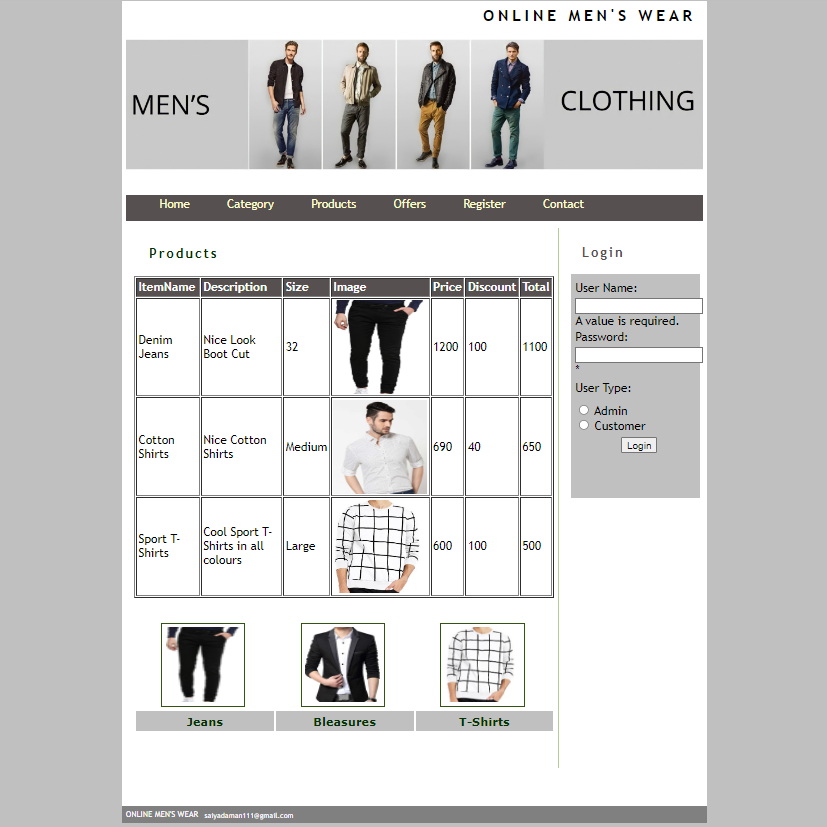 ONLINE MEN'S WEAR
MEN'S
CLOTHING
Home Category Products Offers Register Contact
Products
ItemName Description Size Image Price Discount Total
Denim
Jeans
Nice Look
Boot Cut
32
1200
100
1100
Cotton
Shirts
Nice Cotton
Shirts
Medium
690
40
650
Sport T-
Shirts
Cool Sport T-
Shirts in all
colours
Large
600
100
500
Jeans
Bleasures
T-Shirts
Login
User Name:
A value is required.
Password:
*
User Type:
Admin
Customer
Login
ONLINE MEN'S WEAR saiyadaman111@gmail.com